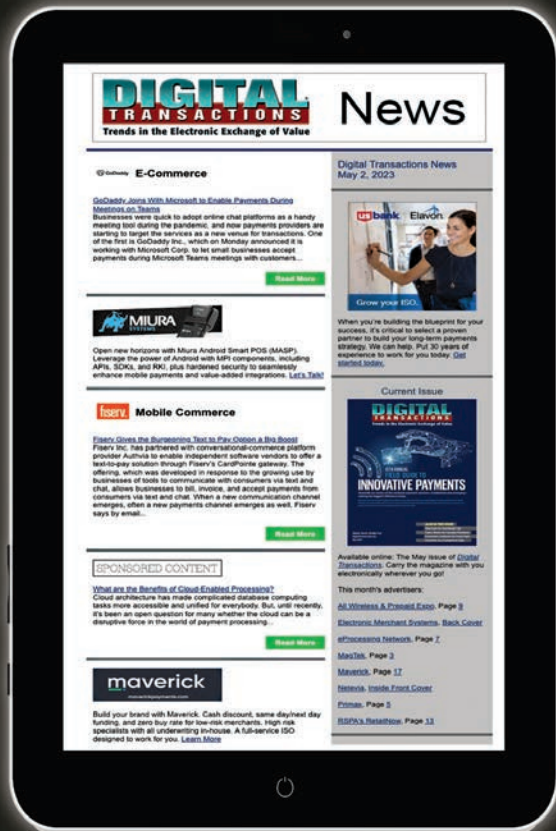 DIGITAL
TRANSACTIONS
Trends in the Electronic Exchange of Value
News
GoDaddy E-Commerce
GoDaddy Joins With Microsoft to Enable Payments During
Meetings on Teams
Businesses were quick to adopt online chat platforms as a handy
meeting tool during the pandemic, and now payments providers are
starting to target the services as a new venue for transactions. One
of the first is GoDaddy Inc., which on Monday announced it is
working with Microsoft Corp. to let small businesses accept
payments during Microsoft Teams meetings with customers...
Read More
MIURA
SYSTEMS
Open new horizons with Miura Android Smart POS (MASP).
Leverage the power of Android with MPI components, including
APIs, SDKs, and RKI, plus hardened security to seamlessly
enhance mobile payments and value-added integrations. Let's Talk!
fiserv. Mobile Commerce
Fiserv Gives the Burgeoning Text to Pay Option a Big Boost
Fiserv Inc. has partnered with conversational-commerce platform
provider Authvia to enable independent software vendors to offer a
text-to-pay solution through Fiserv's CardPointe gateway. The
offering, which was developed in response to the growing use by
businesses of tools to communicate with consumers via text and
chat, allows businesses to bill, invoice, and accept payments from
consumers via text and chat. When a new communication channel
emerges, often a new payments channel emerges as well, Fiserv
says by email...
Read More
SPONSORED CONTENT
What are the Benefits of Cloud-Enabled Processing?
Cloud architecture has made complicated database computing
tasks more accessible and unified for everybody. But, until recently,
it's been an open question for many whether the cloud can be a
disruptive force in the world of payment processing...
Read More
maverick
maverickpayments.com
Build your brand with Maverick. Cash discount, same day/next day
funding, and zero buy rate for low-risk merchants. High risk
specialists with all underwriting in-house. A full-service ISO
designed to work for you. Learn More
Digital Transactions News
May 2, 2023
us bank Elavon
Grow your ISO.
When you're building the blueprint for your
success, it's critical to select a proven
partner to build your long-term payments
strategy. We can help. Put 30 years of
experience to work for you today. Get
started today.
Current Issue
DIGITAL
TRANSACTIONS
Trends in the Electronic Exchange of Value
FIELD GUIDE TO
INNOVATIVE PAYMENTS
Available online: The May issue of Digital
Transactions. Carry the magazine with you
electronically wherever you go!
This month's advertisers:
All Wireless & Prepaid Expo, Page 9
Electronic Merchant Systems, Back Cover
eProcessing Network, Page 7
MagTek, Page 3
Maverick, Page 17
Netevia, Inside Front Cover
Primax, Page 5
RSPA's RetailNow, Page 13